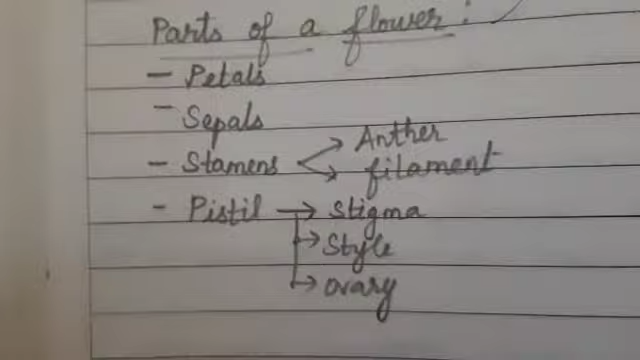 Parts of a flower:
- Petals
- Sepals
- Stamens → Anther
→ filament
- Pistil → Stigma
→ Style
→ ovary